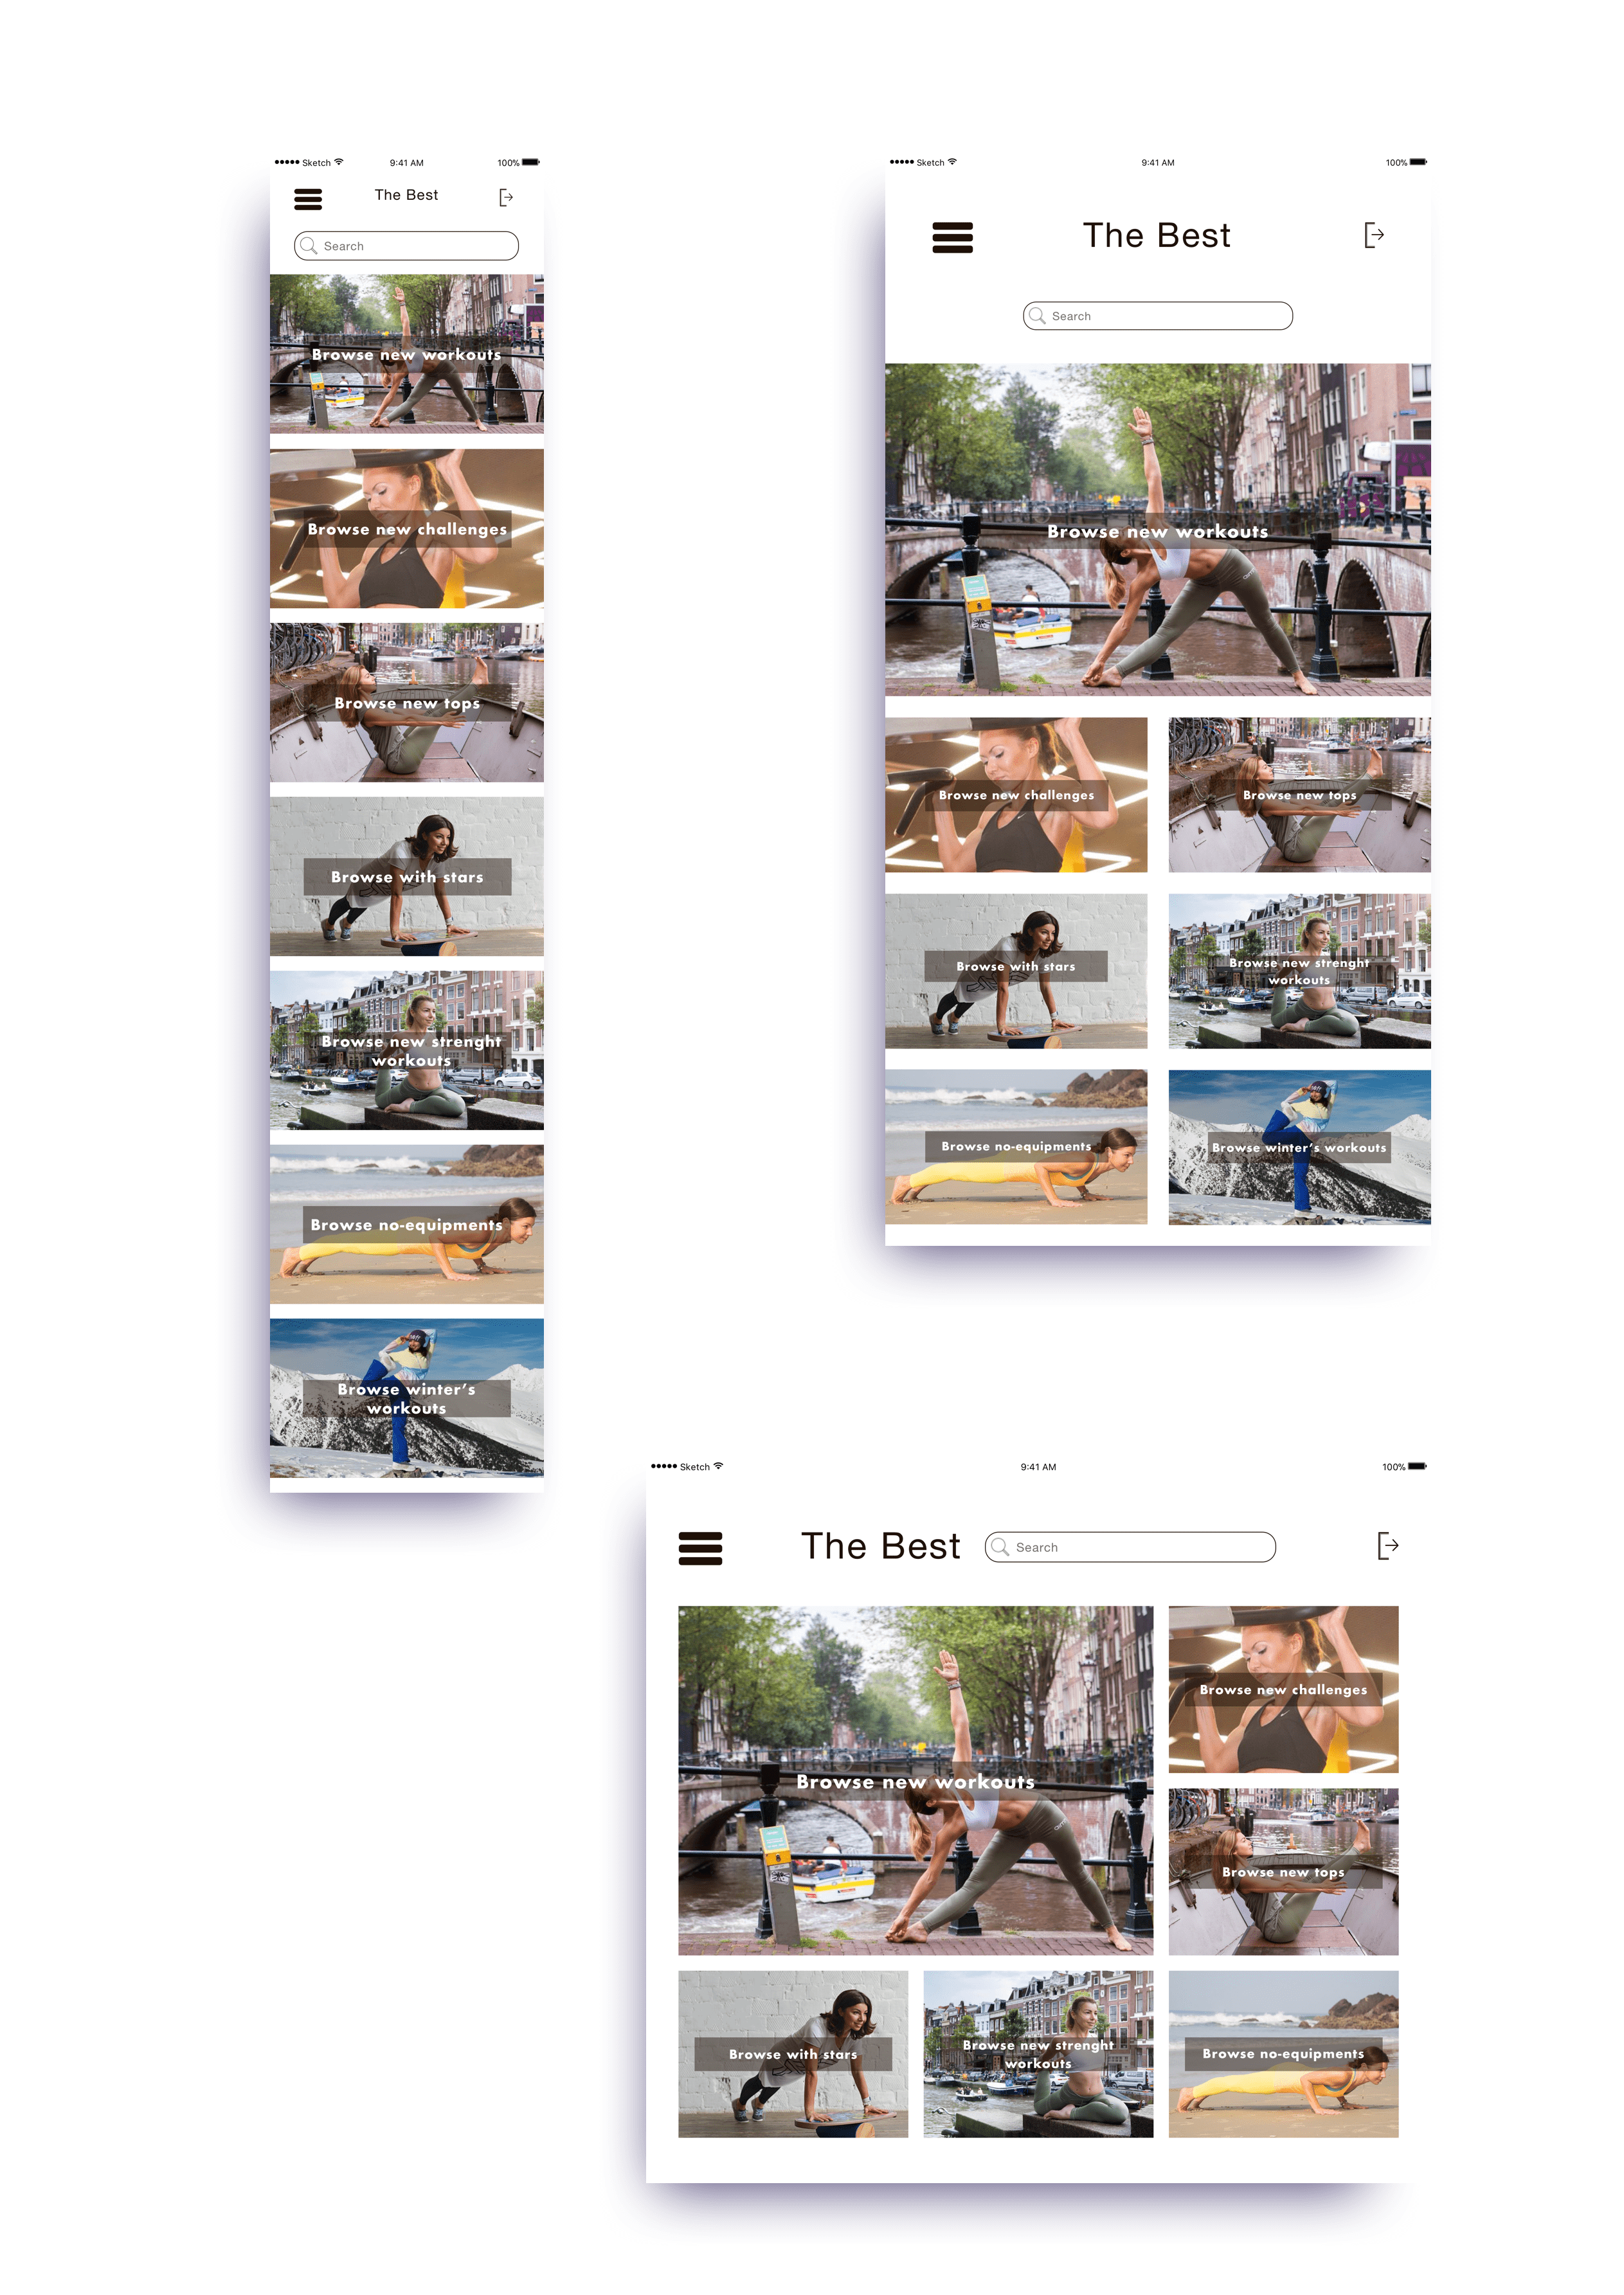 Sketch 9:41 AM 100%
The Best
Search
Browse new workouts
Browse new challenges
Browse new tops
Browse with stars
Browse new strenght
workouts
Browse no-equipments
Browse winter's
workouts
Sketch 9:41 AM 100%
The Best
Search
Browse new workouts
Browse new challenges
Browse new tops
Browse with stars
Browse new strenght
workouts
Browse no-equipments
Browse winter's workouts
Sketch 9:41 AM 100%
The Best
Search
Browse new workouts
Browse new challenges
Browse new tops
Browse with stars
Browse new strenght
workouts
Browse no-equipments